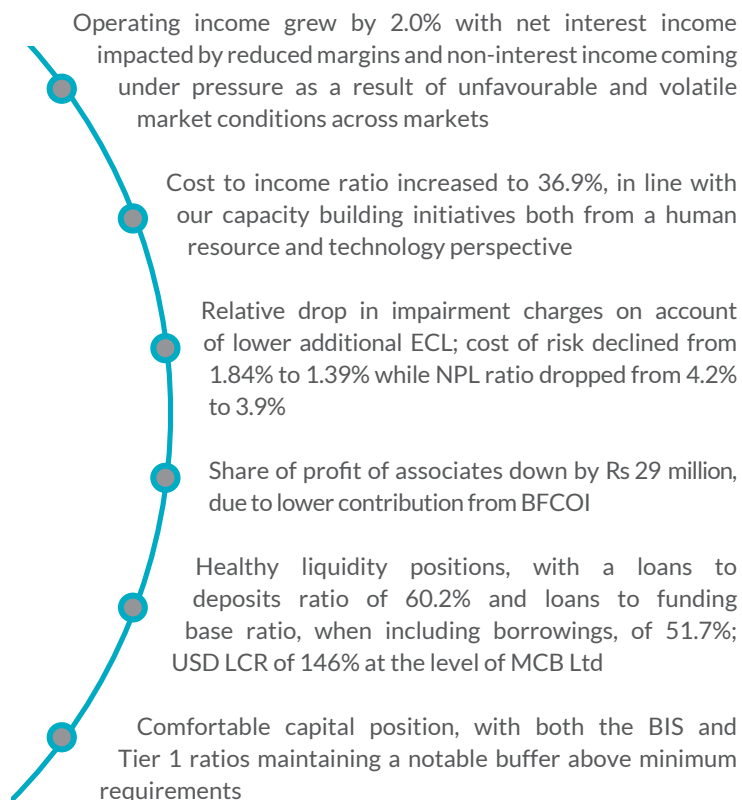 Operating income grew by 2.0% with net interest income
impacted by reduced margins and non-interest income coming
under pressure as a result of unfavourable and volatile
market conditions across markets
Cost to income ratio increased to 36.9%, in line with
our capacity building initiatives both from a human
resource and technology perspective
Relative drop in impairment charges on account
of lower additional ECL; cost of risk declined from
1.84% to 1.39% while NPL ratio dropped from 4.2%
to 3.9%
Share of profit of associates down by Rs 29 million,
due to lower contribution from BFCOI
Healthy liquidity positions, with a loans to
deposits ratio of 60.2% and loans to funding
base ratio, when including borrowings, of 51.7%;
USD LCR of 146% at the level of MCB Ltd
Comfortable capital position, with both the BIS and
Tier 1 ratios maintaining a notable buffer above minimum
requirements